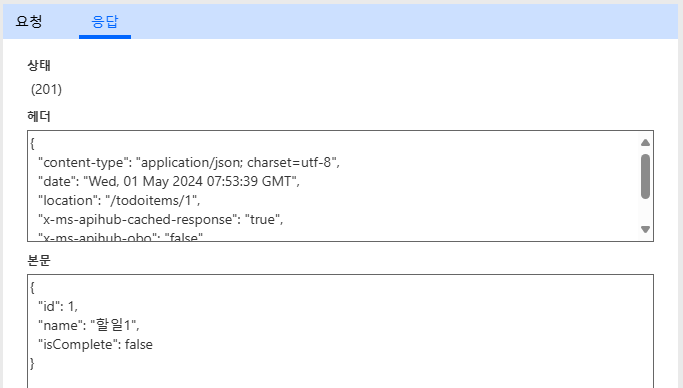 요청 응답
상태
(201)
헤더
{
"content-type": "application/json; charset=utf-8",
"date": "Wed, 01 May 2024 07:53:39 GMT",
"location": "/todoitems/1",
"x-ms-apihub-cached-response": "true",
"x-ms-apihub-obo": "false"
본문
{
"id": 1,
"name": "할일1",
"isComplete": false
}